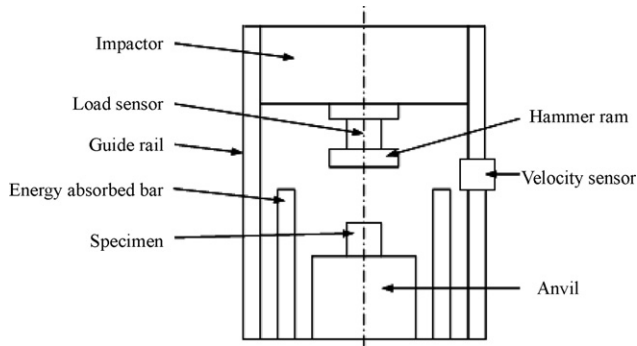 Impactor
Load sensor
Guide rail
Energy absorbed bar
Specimen
Hammer ram
Velocity sensor
Anvil